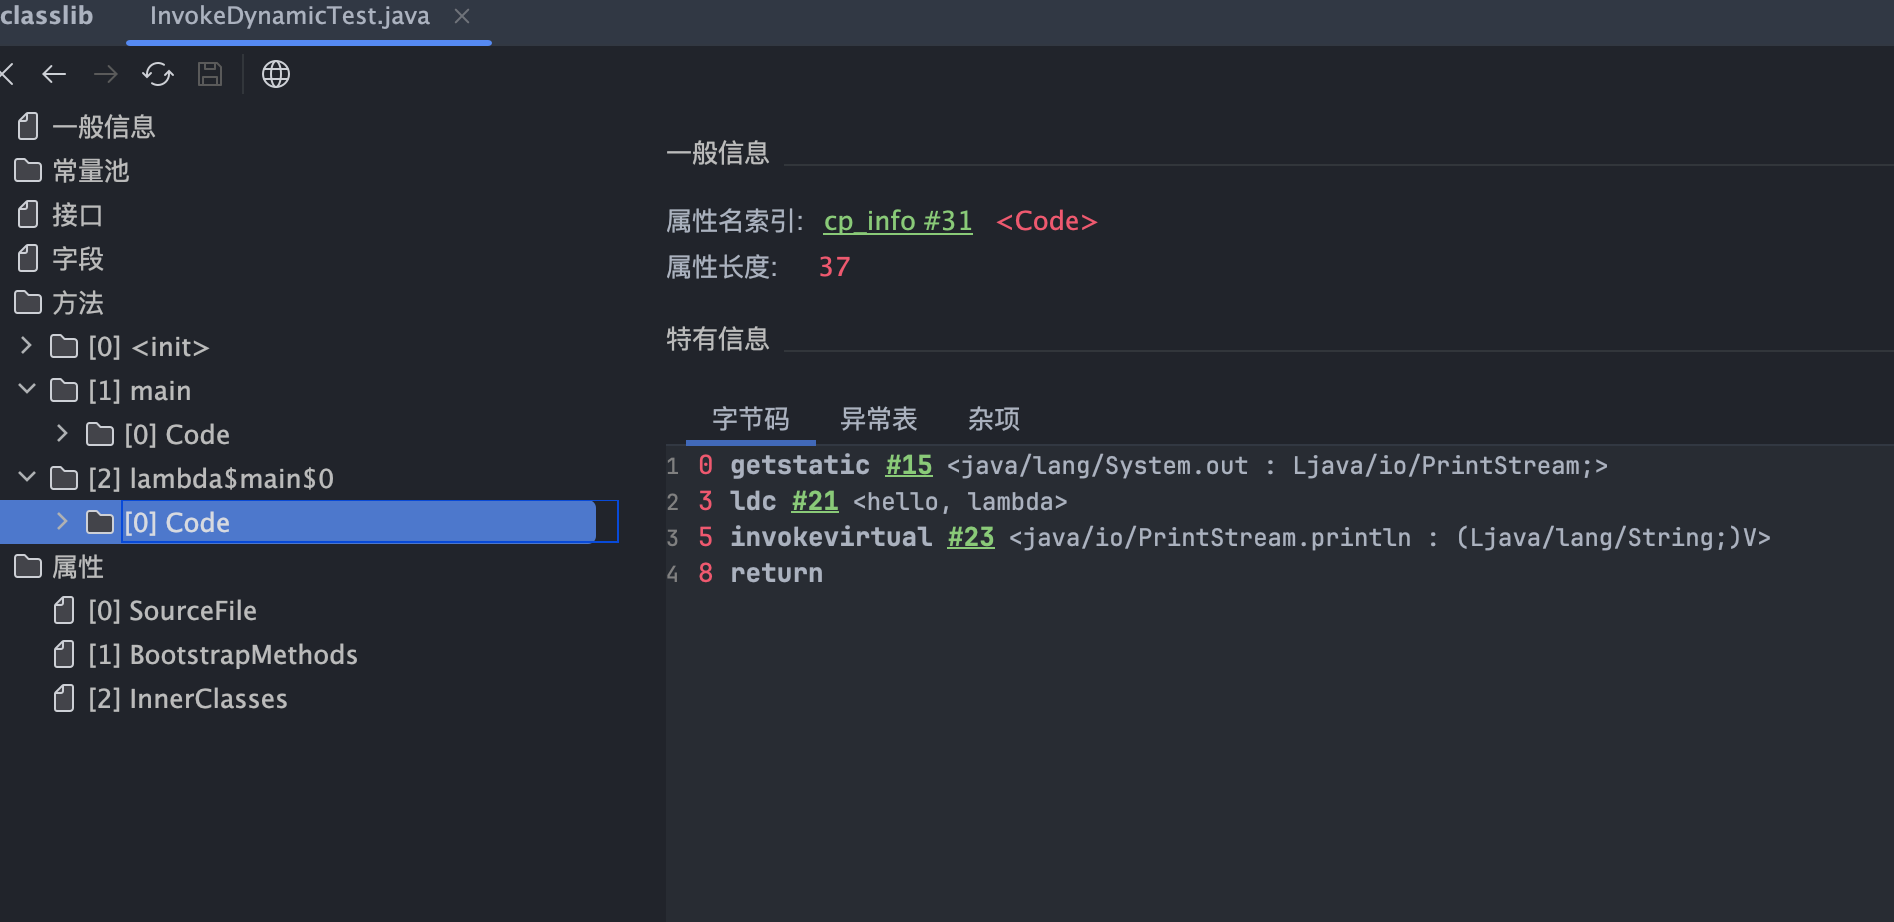 classlib InvokeDynamicTest.java
一般信息
常量池
接口
字段
方法
[0] <init>
[1] main
[0] Code
[2] lambda$main$0
[0] Code
属性
[0] SourceFile
[1] BootstrapMethods
[2] InnerClasses
一般信息
属性名索引: cp_info #31 <Code>
属性长度: 37
特有信息
字节码 异常表 杂项
1 0 getstatic #15 <java/lang/System.out : Ljava/io/PrintStream;>
2 3 ldc #21 <hello, lambda>
3 5 invokevirtual #23 <java/io/PrintStream.println : (Ljava/lang/String;)V>
4 8 return